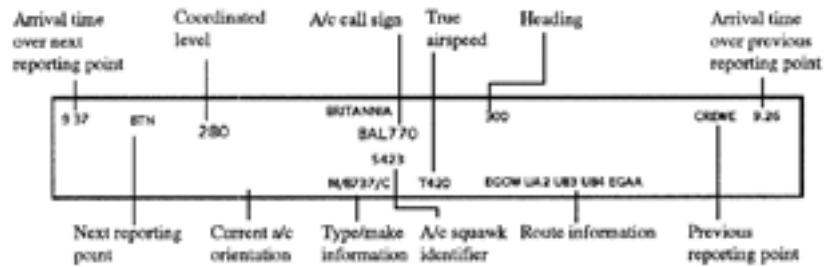 Arrival time
over next
reporting point
Coordinated
level
A/c call sign
True
airspeed
Heading
Arrival time
over previous
reporting point
9 37
BTN
280
BRITANNIA
BAL770
5423
M/B737/C
T420
300
EGGW UA2 UB3 UB4 EGAA
CREWE
9.26
Next reporting
point
Current a/c
orientation
Type/make
information
A/c squawk
identifier
Route information
Previous
reporting point